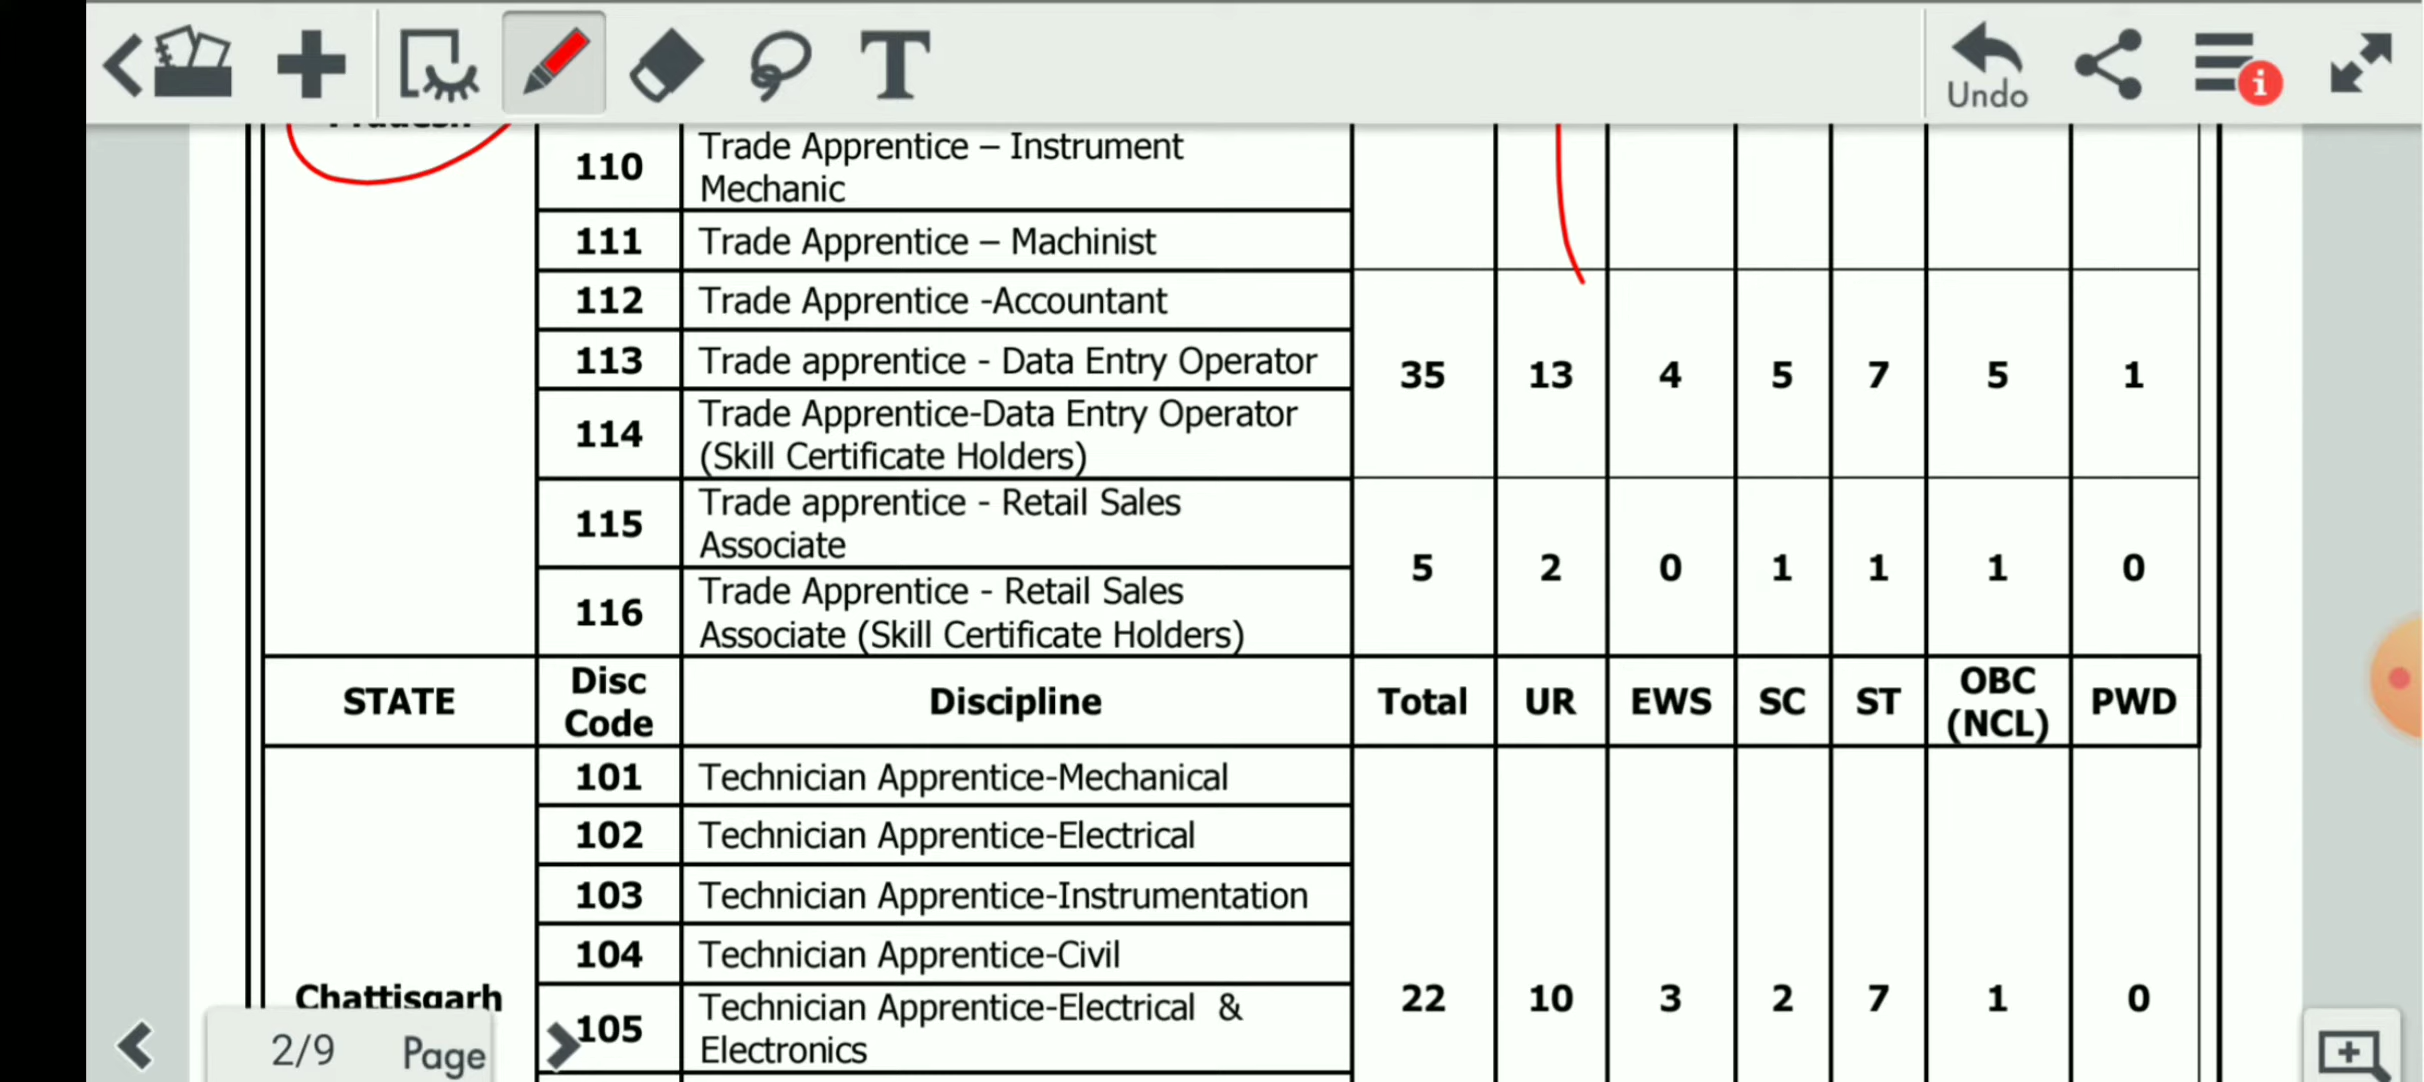 Undo
Pradesh
110 Trade Apprentice – Instrument
Mechanic
111 Trade Apprentice – Machinist
112 Trade Apprentice -Accountant
113 Trade apprentice - Data Entry Operator
114 Trade Apprentice-Data Entry Operator
(Skill Certificate Holders)
35 13 4 5 7 5 1
115 Trade apprentice - Retail Sales
Associate
116 Trade Apprentice - Retail Sales
Associate (Skill Certificate Holders)
5 2 0 1 1 1 0
STATE Disc Code Discipline Total UR EWS SC ST OBC (NCL) PWD
101 Technician Apprentice-Mechanical
102 Technician Apprentice-Electrical
103 Technician Apprentice-Instrumentation
104 Technician Apprentice-Civil
Chattisgarh
105 Technician Apprentice-Electrical &
Electronics
22 10 3 2 7 1 0
2/9 Page